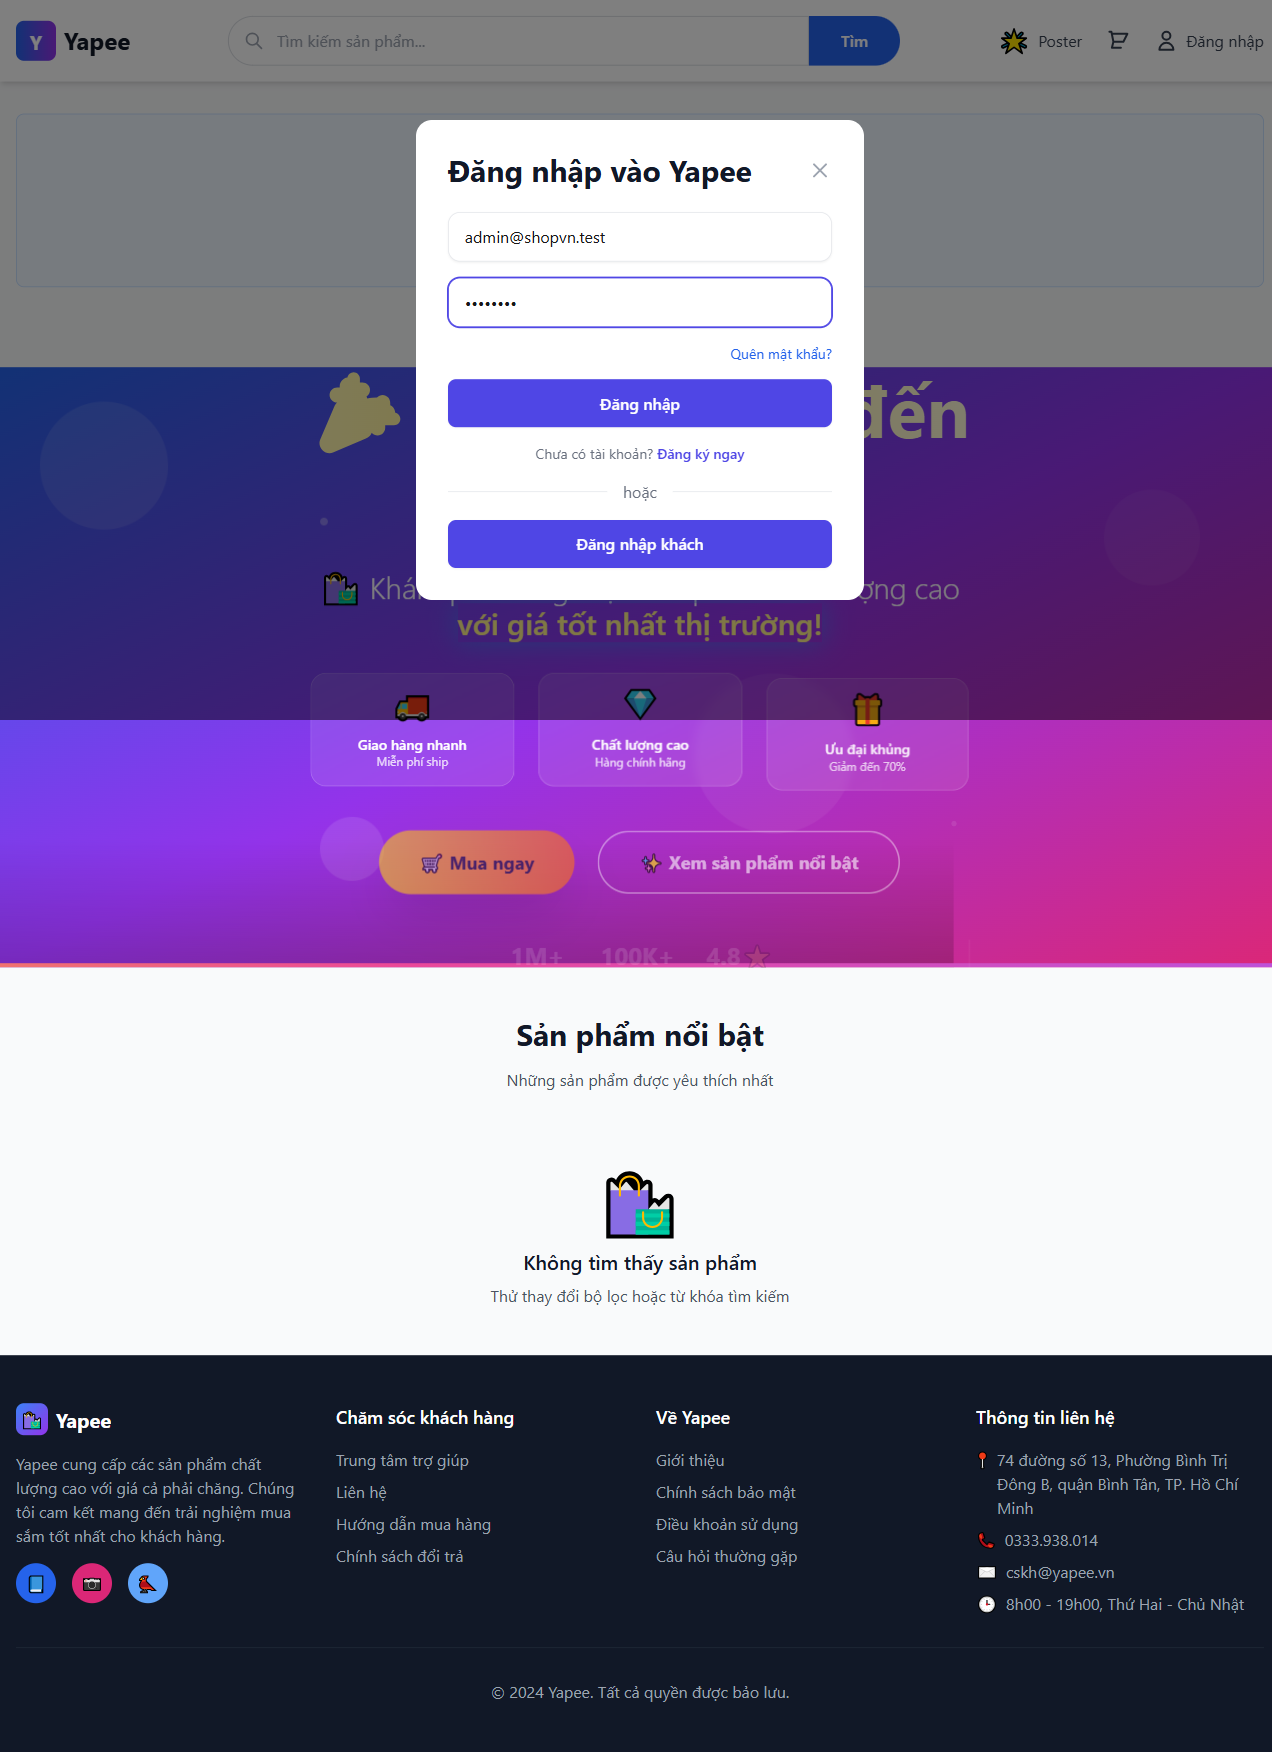 Y Yapee
Tìm kiếm sản phẩm...
Tìm
Poster
Đăng nhập
Đăng nhập vào Yapee
admin@shopvn.test
••••••••
Quên mật khẩu?
Đăng nhập
Chưa có tài khoản? Đăng ký ngay
hoặc
Đăng nhập khách
đến
ợng cao
với giá tốt nhất thị trường!
Giao hàng nhanh
Miễn phí ship
Chất lượng cao
Hàng chính hãng
Ưu đại khủng
Giảm đến 70%
Mua ngay
Xem sản phẩm nổi bật
1M+
100K+
4.8
Sản phẩm nổi bật
Những sản phẩm được yêu thích nhất
Không tìm thấy sản phẩm
Thử thay đổi bộ lọc hoặc từ khóa tìm kiếm
Yapee
Yapee cung cấp các sản phẩm chất
lượng cao với giá cả phải chăng. Chúng
tôi cam kết mang đến trải nghiệm mua
sắm tốt nhất cho khách hàng.
Chăm sóc khách hàng
Trung tâm trợ giúp
Liên hệ
Hướng dẫn mua hàng
Chính sách đổi trả
Về Yapee
Giới thiệu
Chính sách bảo mật
Điều khoản sử dụng
Câu hỏi thường gặp
Thông tin liên hệ
74 đường số 13, Phường Bình Trị
Đông B, quận Bình Tân, TP. Hồ Chí
Minh
0333.938.014
cskh@yapee.vn
8h00 - 19h00, Thứ Hai - Chủ Nhật
© 2024 Yapee. Tất cả quyền được bảo lưu.